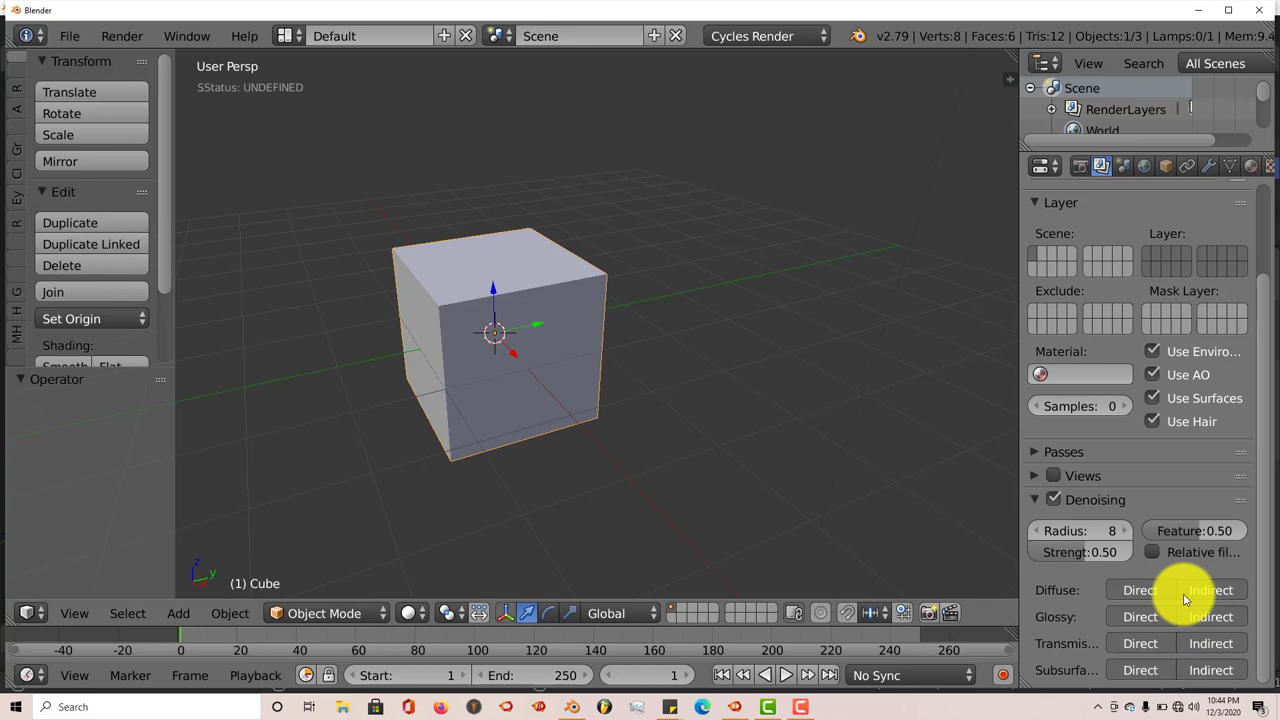 Blender
File Render Window Help Default Scene Cycles Render v2.79 | Verts:8 | Faces:6 | Tris:12 | Objects:1/3 | Lamps:0/1 | Mem:9.4
Transform
Translate
Rotate
Scale
Mirror
Edit
Duplicate
Duplicate Linked
Delete
Join
Set Origin
Shading:
Smooth Flat
Operator
R
A
Gr
Cl
Ey
R
G
H
MH
User Persp
SStatus: UNDEFINED
(1) Cube
View Search All Scenes
Scene
RenderLayers |
World
Layer
Scene: Layer:
Exclude: Mask Layer:
Material: Use Enviro...
Use AO
Samples: 0 Use Surfaces
Use Hair
Passes
Views
Denoising
Radius: 8 Feature:0.50
Strengt:0.50 Relative fil...
Diffuse: Direct Indirect
Glossy: Direct Indirect
Transmis... Direct Indirect
Subsurfa... Direct Indirect
View Select Add Object Object Mode Global
-40 -20 0 20 40 60 80 100 120 140 160 180 200 220 240 260
View Marker Frame Playback Start: 1 End: 250 1 No Sync
Search
10:44 PM
12/3/2020
3